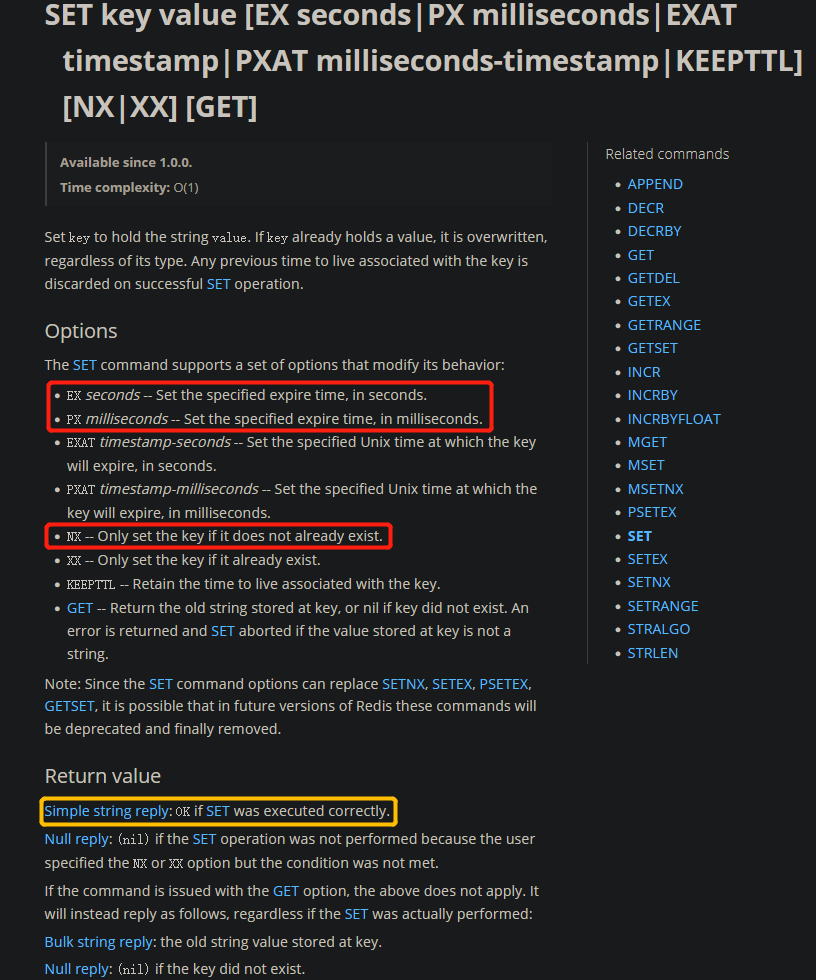 SET key value [EX seconds|PX milliseconds|EXAT
timestamp|PXAT milliseconds-timestamp|KEEPTTL]
[NX|XX] [GET]
Available since 1.0.0.
Time complexity: O(1)
Set key to hold the string value. If key already holds a value, it is overwritten,
regardless of its type. Any previous time to live associated with the key is
discarded on successful SET operation.
Options
The SET command supports a set of options that modify its behavior:
• EX seconds -- Set the specified expire time, in seconds.
• PX milliseconds -- Set the specified expire time, in milliseconds.
• EXAT timestamp-seconds -- Set the specified Unix time at which the key
will expire, in seconds.
• PXAT timestamp-milliseconds -- Set the specified Unix time at which the
key will expire, in milliseconds.
• NX -- Only set the key if it does not already exist.
• XX -- Only set the key if it already exist.
• KEEPTTL -- Retain the time to live associated with the key.
• GET -- Return the old string stored at key, or nil if key did not exist. An
error is returned and SET aborted if the value stored at key is not a
string.
Note: Since the SET command options can replace SETNX, SETEX, PSETEX,
GETSET, it is possible that in future versions of Redis these commands will
be deprecated and finally removed.
Return value
Simple string reply: OK if SET was executed correctly.
Null reply: (nil) if the SET operation was not performed because the user
specified the NX or XX option but the condition was not met.
If the command is issued with the GET option, the above does not apply. It
will instead reply as follows, regardless if the SET was actually performed:
Bulk string reply: the old string value stored at key.
Null reply: (nil) if the key did not exist.
Related commands
• APPEND
• DECR
• DECRBY
• GET
• GETDEL
• GETEX
• GETRANGE
• GETSET
• INCR
• INCRBY
• INCRBYFLOAT
• MGET
• MSET
• MSETNX
• PSETEX
• SET
• SETEX
• SETNX
• SETRANGE
• STRALGO
• STRLEN